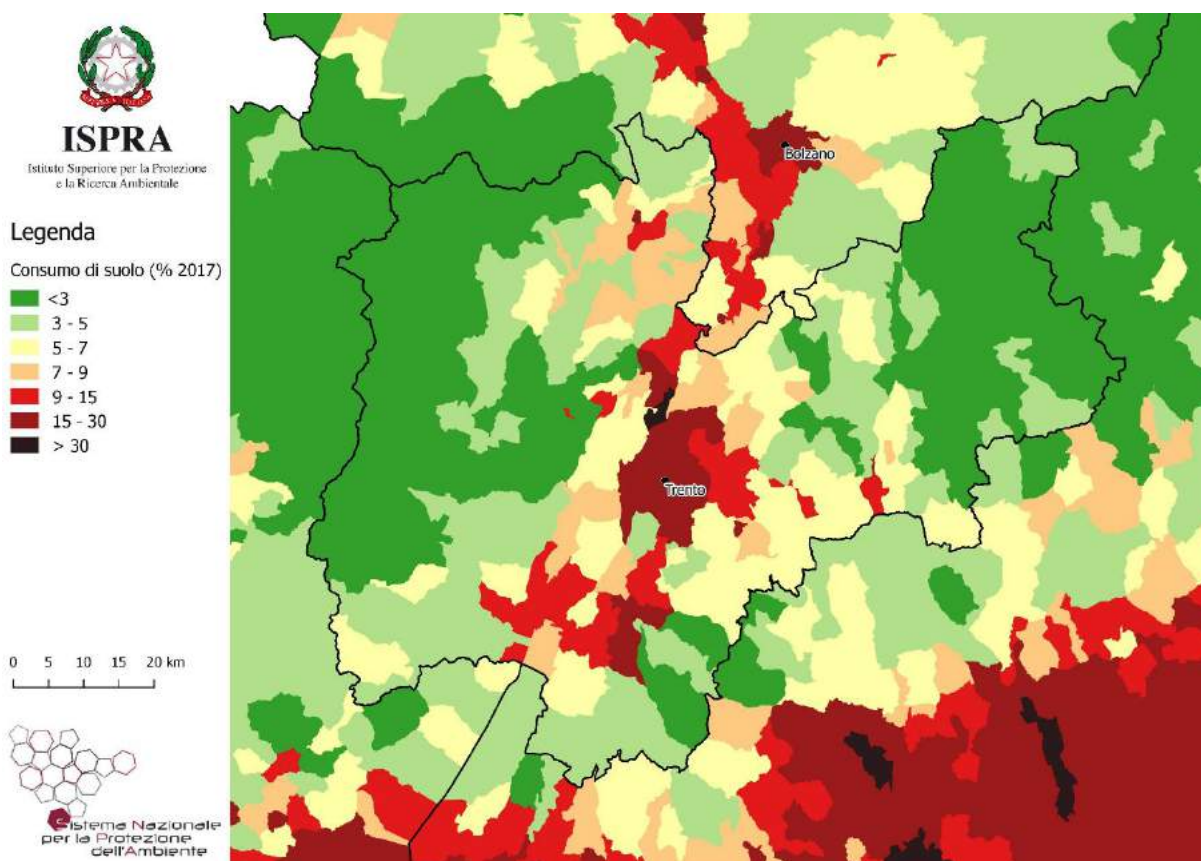 ISPRA
Istituto Superiore per la Protezione
e la Ricerca Ambientale
Legenda
Consumo di suolo (% 2017)
<3
3 - 5
5 - 7
7 - 9
9 - 15
15 - 30
> 30
0 5 10 15 20 km
Sistema Nazionale
per la Protezione
dell'Ambiente
Bolzano
Trento